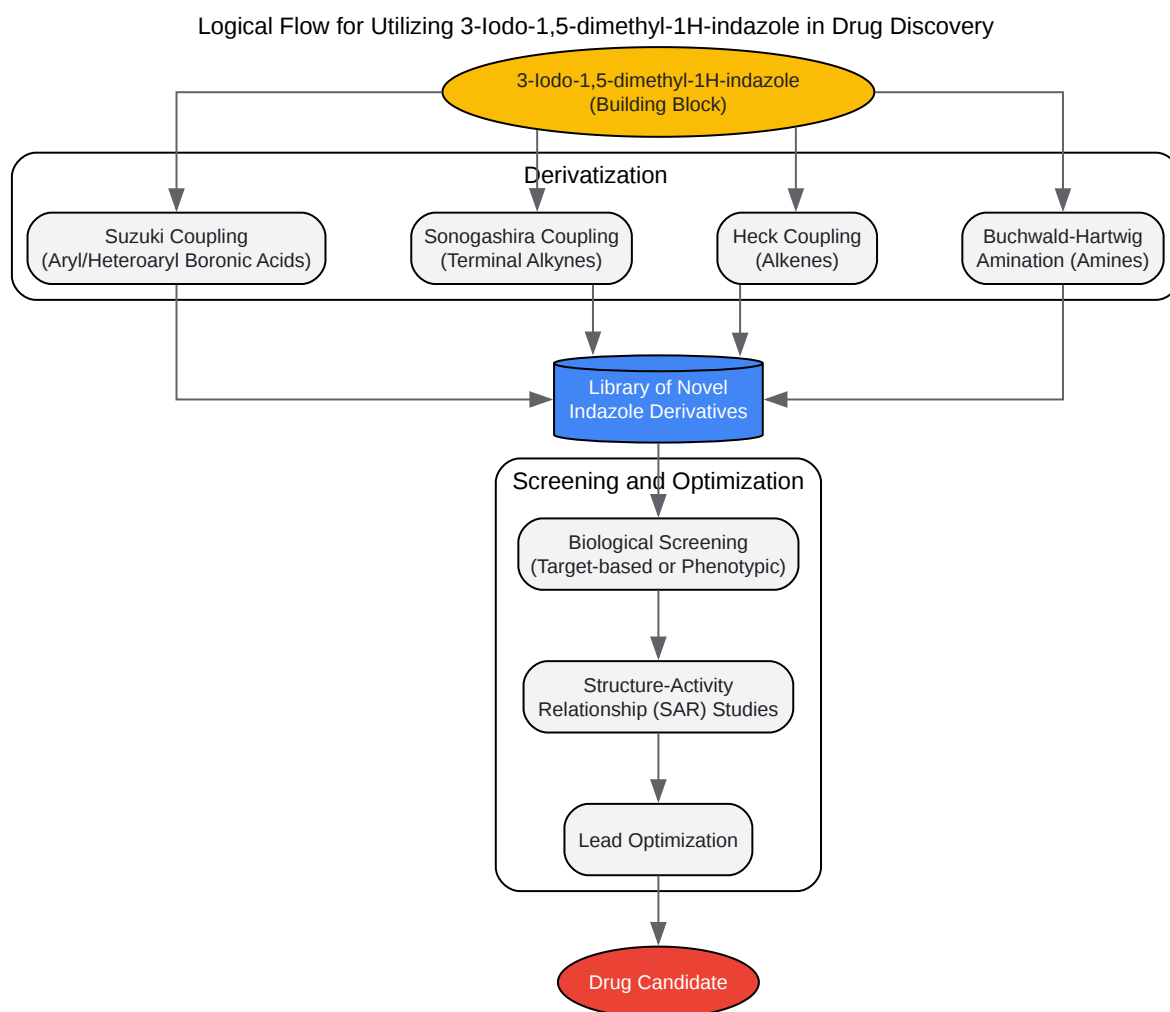 Logical Flow for Utilizing 3-Iodo-1,5-dimethyl-1H-indazole in Drug Discovery
3-Iodo-1,5-dimethyl-1H-indazole
(Building Block)
Derivatization
Suzuki Coupling
(Aryl/Heteroaryl Boronic Acids)
Sonogashira Coupling
(Terminal Alkynes)
Heck Coupling
(Alkenes)
Buchwald-Hartwig
Amination (Amines)
Library of Novel
Indazole Derivatives
Screening and Optimization
Biological Screening
(Target-based or Phenotypic)
Structure-Activity
Relationship (SAR) Studies
Lead Optimization
Drug Candidate